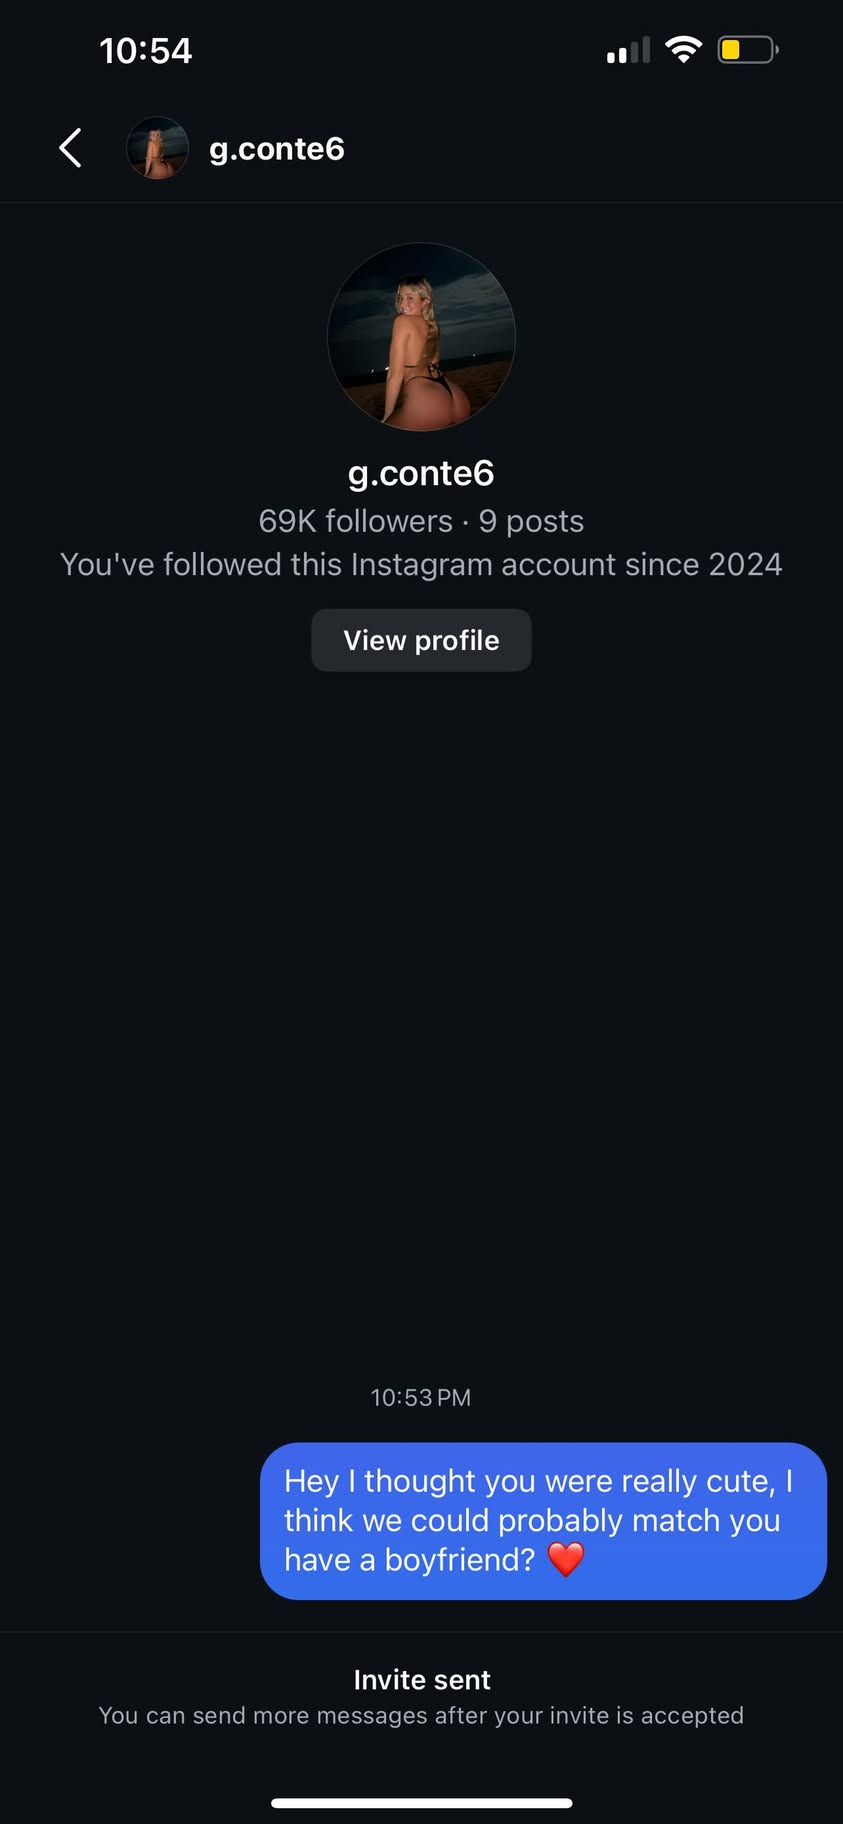 10:54
g.conte6
g.conte6
69K followers · 9 posts
You've followed this Instagram account since 2024
View profile
10:53 PM
Hey I thought you were really cute, I
think we could probably match you
have a boyfriend? ❤️
Invite sent
You can send more messages after your invite is accepted